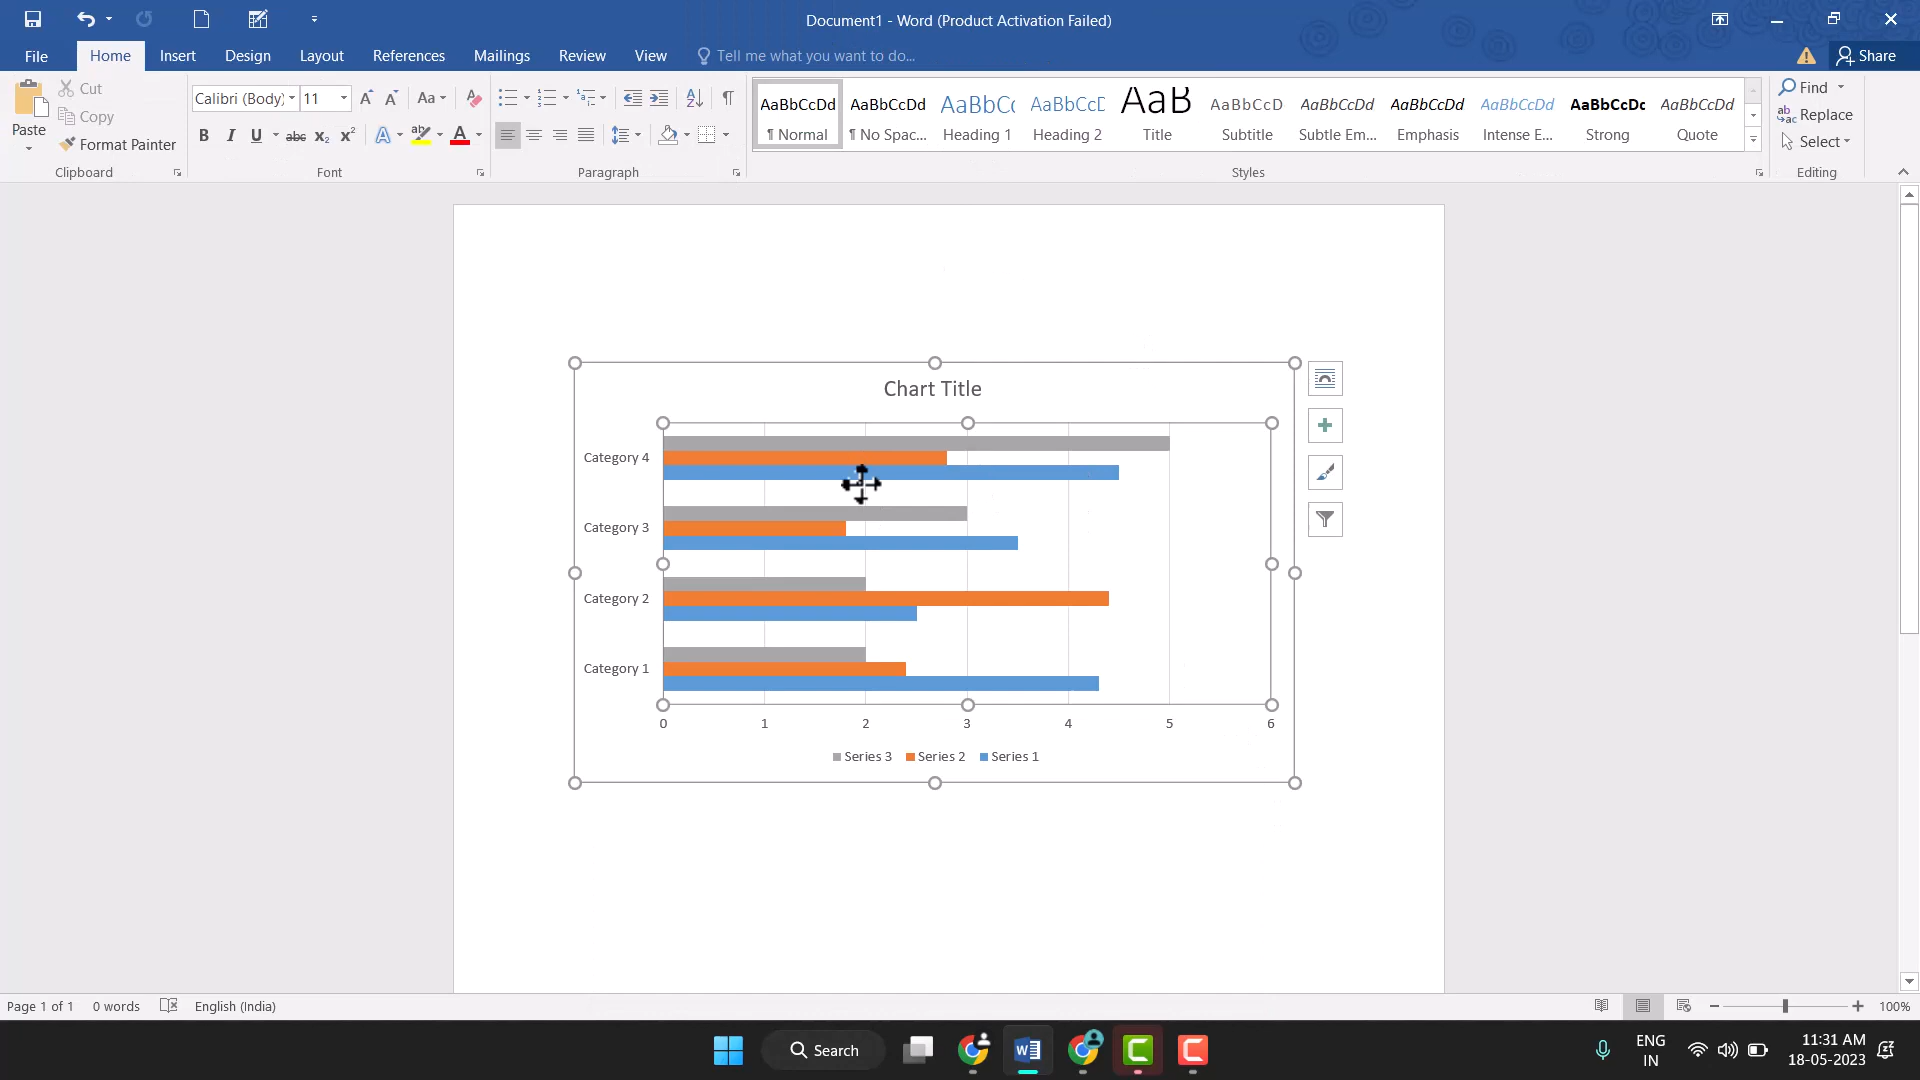 Document1 - Word (Product Activation Failed)
File Home Insert Design Layout References Mailings Review View Tell me what you want to do... Share
Paste Cut Copy Format Painter
Calibri (Body) 11 Aa
B I U abc x₂ x² A ab A
AaBbCcDd AaBbCcDd AaBbC AaBbCcD AaB AaBbCcD AaBbCcDd AaBbCcDd AaBbCcDd AaBbCcDc AaBbCcDd
¶ Normal ¶ No Spac... Heading 1 Heading 2 Title Subtitle Subtle Em... Emphasis Intense E... Strong Quote
Find
Replace
Select
Clipboard Font Paragraph Styles Editing
Chart Title
Category 4
Category 3
Category 2
Category 1
0 1 2 3 4 5 6
Series 3 Series 2 Series 1
Page 1 of 1 0 words English (India) 100%
Search
ENG
IN
11:31 AM
18-05-2023